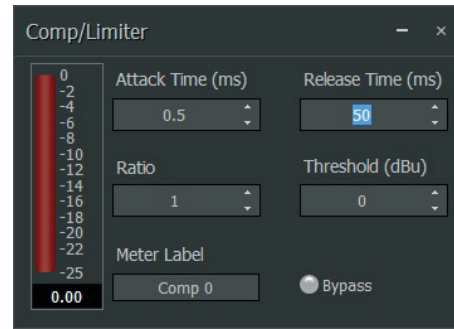 Comp/Limiter
0
-2
-4
-6
-8
-10
-12
-14
-16
-18
-20
-22
-25
0.00
Attack Time (ms)
0.5
Release Time (ms)
50
Ratio
1
Threshold (dBu)
0
Meter Label
Comp 0
Bypass